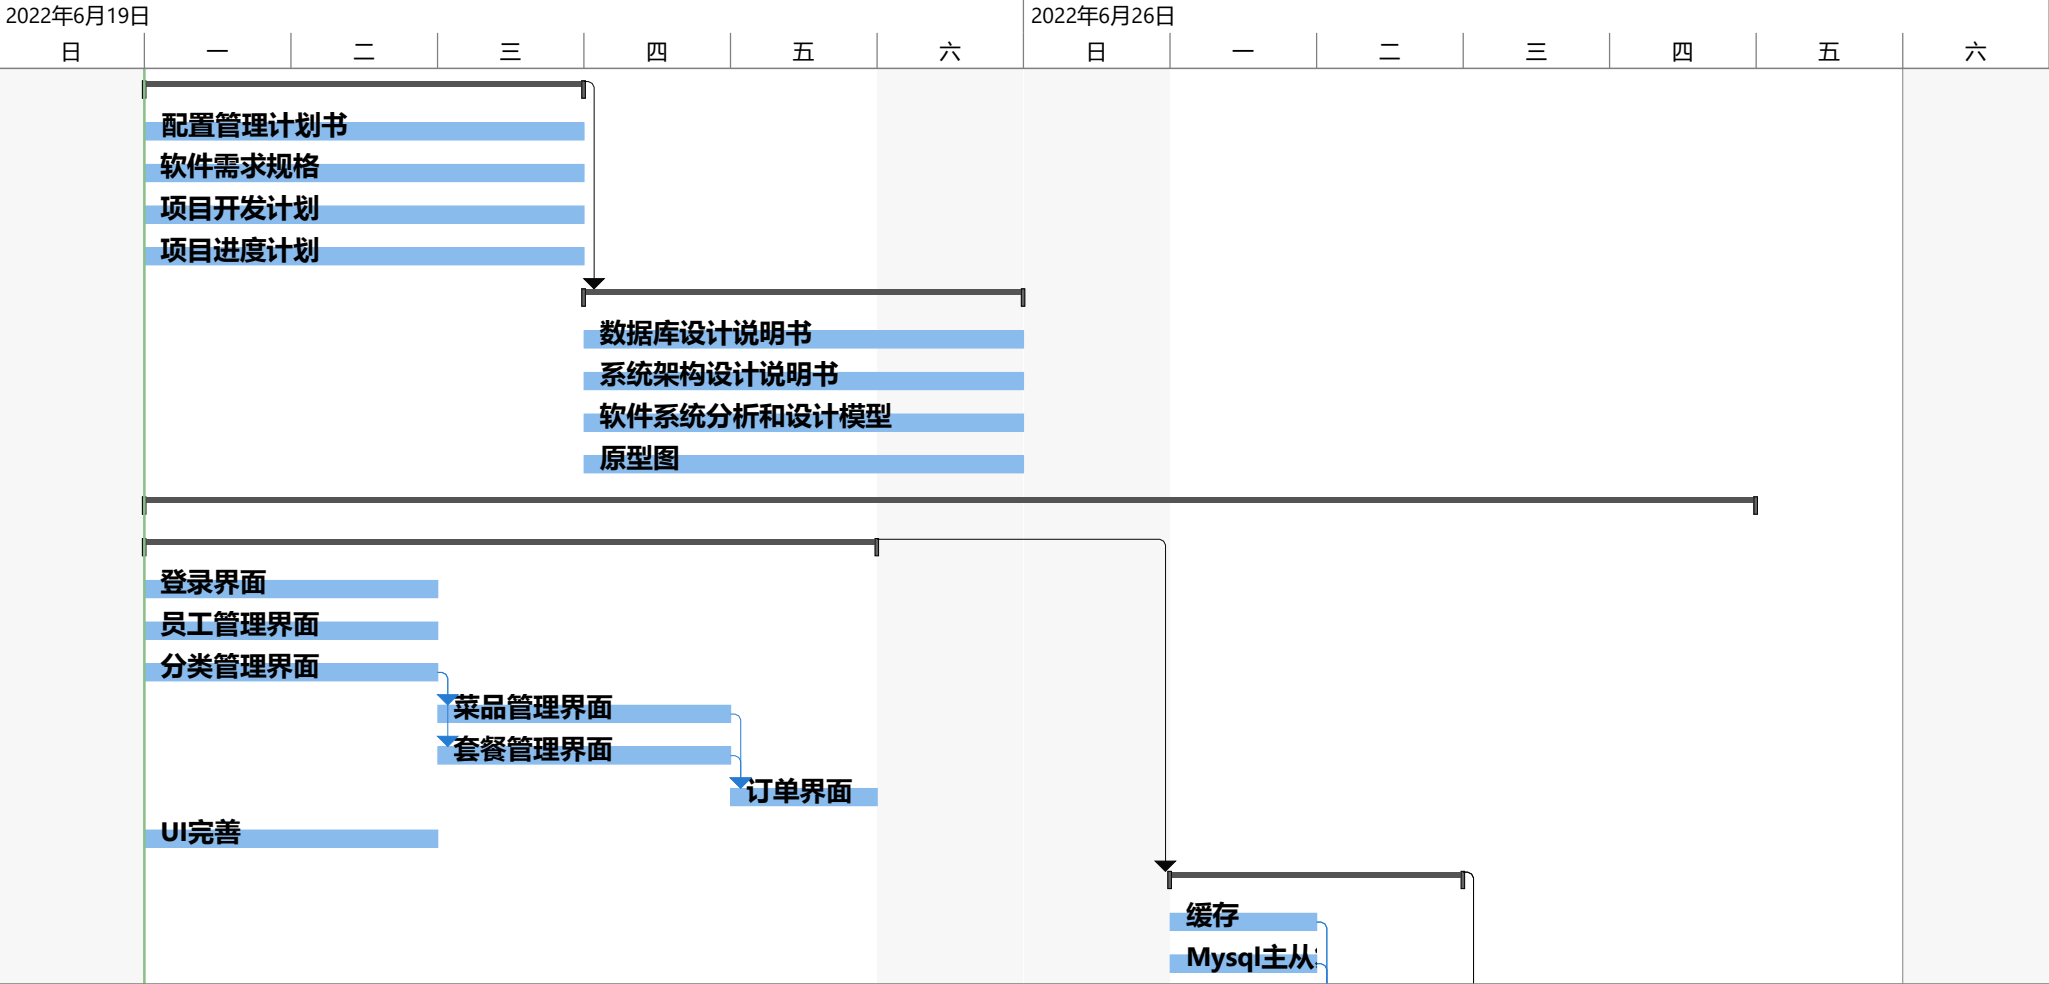 2022年6月19日 2022年6月26日
日 一 二 三 四 五 六 日 一 二 三 四 五 六
配置管理计划书
软件需求规格
项目开发计划
项目进度计划
数据库设计说明书
系统架构设计说明书
软件系统分析和设计模型
原型图
登录界面
员工管理界面
分类管理界面
菜品管理界面
套餐管理界面
订单界面
UI完善
缓存
Mysql主从